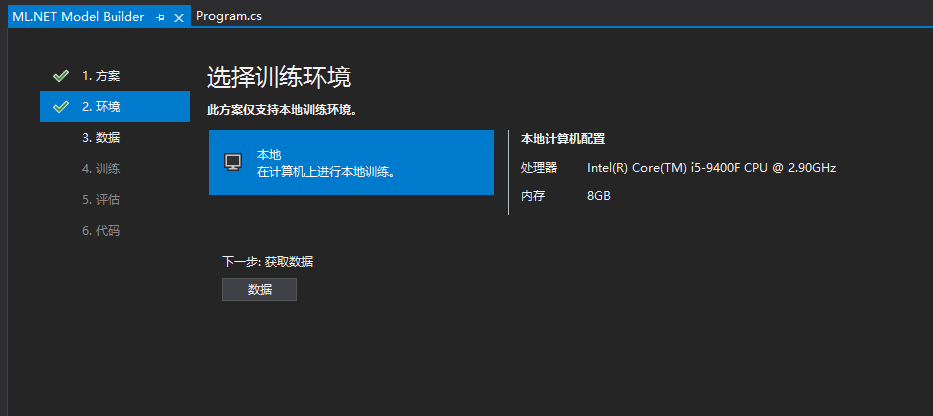 ML.NET Model Builder
Program.cs
1. 方案
2. 环境
3. 数据
4. 训练
5. 评估
6. 代码
选择训练环境
此方案仅支持本地训练环境。
本地
在计算机上进行本地训练。
本地计算机配置
处理器 Intel(R) Core(TM) i5-9400F CPU @ 2.90GHz
内存 8GB
下一步: 获取数据
数据